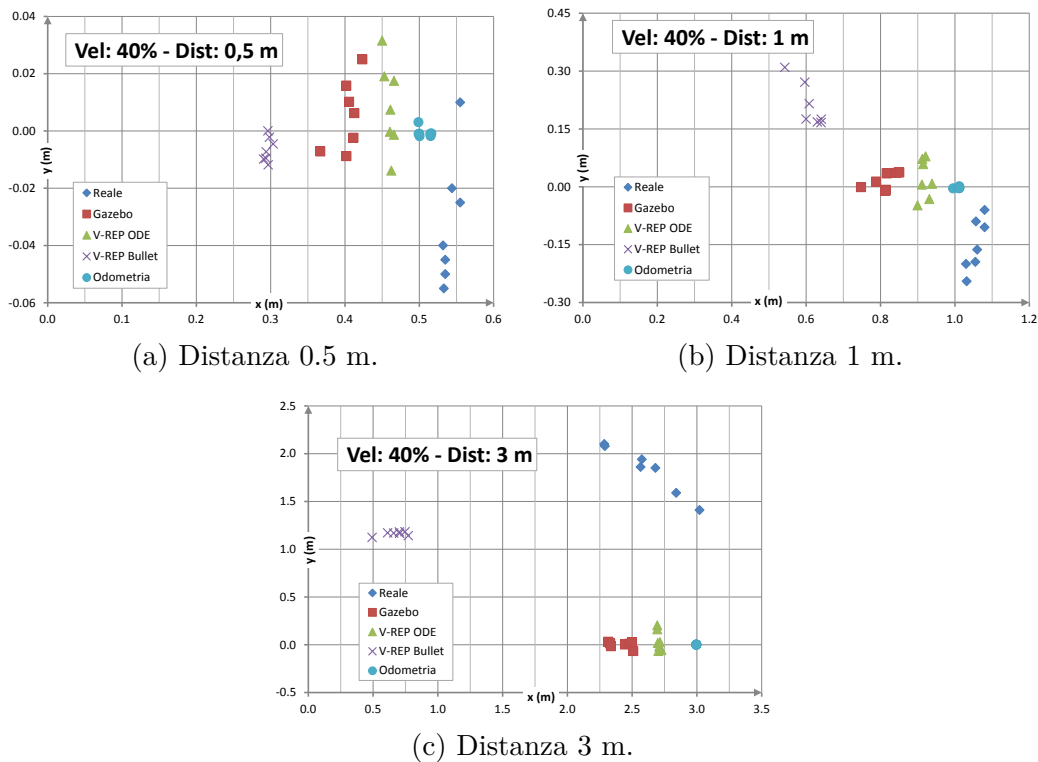 Vel: 40% - Dist: 0,5 m
y (m)
0.04
0.02
0.00
-0.02
-0.04
-0.06
Reale
Gazebo
V-REP ODE
V-REP Bullet
Odometria
x (m)
0.0 0.1 0.2 0.3 0.4 0.5 0.6
(a) Distanza 0.5 m.
Vel: 40% - Dist: 1 m
y (m)
0.45
0.30
0.15
0.00
-0.15
-0.30
Reale
Gazebo
V-REP ODE
V-REP Bullet
Odometria
x (m)
0.0 0.2 0.4 0.6 0.8 1.0 1.2
(b) Distanza 1 m.
Vel: 40% - Dist: 3 m
y (m)
2.5
2.0
1.5
1.0
0.5
0.0
-0.5
Reale
Gazebo
V-REP ODE
V-REP Bullet
Odometria
x (m)
0.0 0.5 1.0 1.5 2.0 2.5 3.0 3.5
(c) Distanza 3 m.